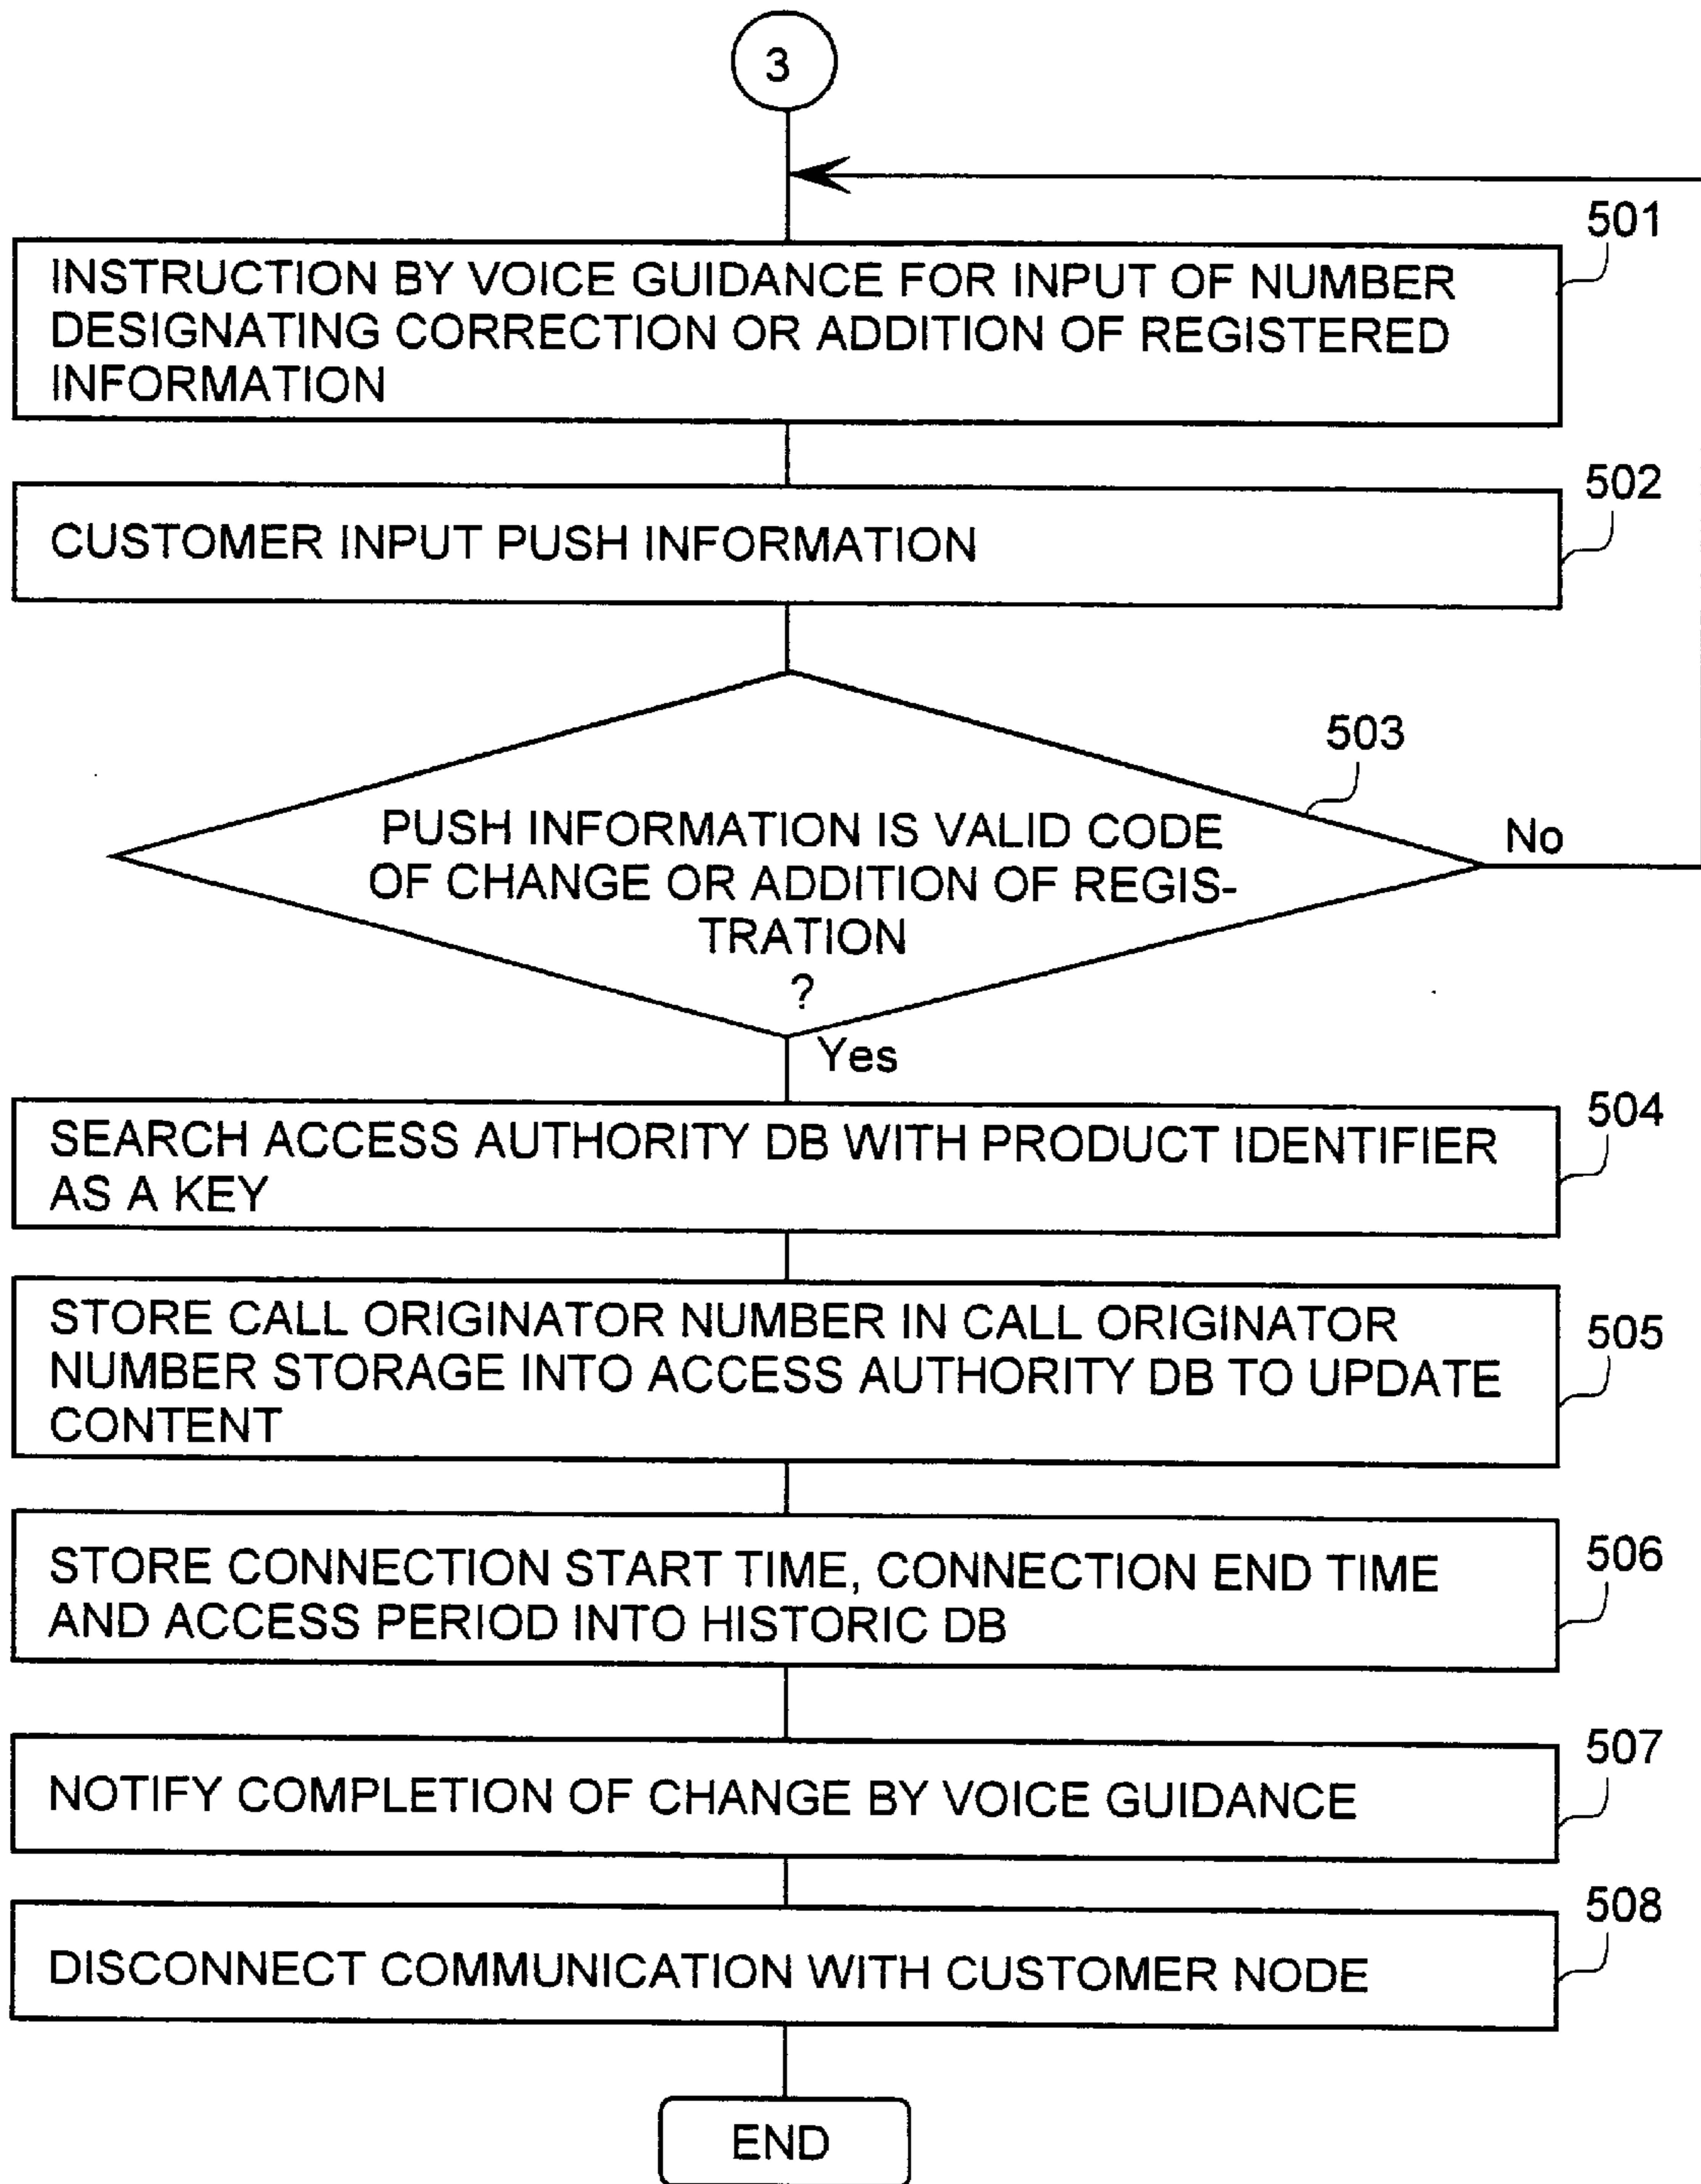 3
501
INSTRUCTION BY VOICE GUIDANCE FOR INPUT OF NUMBER
DESIGNATING CORRECTION OR ADDITION OF REGISTERED
INFORMATION
502
CUSTOMER INPUT PUSH INFORMATION
503
PUSH INFORMATION IS VALID CODE
OF CHANGE OR ADDITION OF REGIS-
TRATION
?
No
Yes
504
SEARCH ACCESS AUTHORITY DB WITH PRODUCT IDENTIFIER
AS A KEY
505
STORE CALL ORIGINATOR NUMBER IN CALL ORIGINATOR
NUMBER STORAGE INTO ACCESS AUTHORITY DB TO UPDATE
CONTENT
506
STORE CONNECTION START TIME, CONNECTION END TIME
AND ACCESS PERIOD INTO HISTORIC DB
507
NOTIFY COMPLETION OF CHANGE BY VOICE GUIDANCE
508
DISCONNECT COMMUNICATION WITH CUSTOMER NODE
END